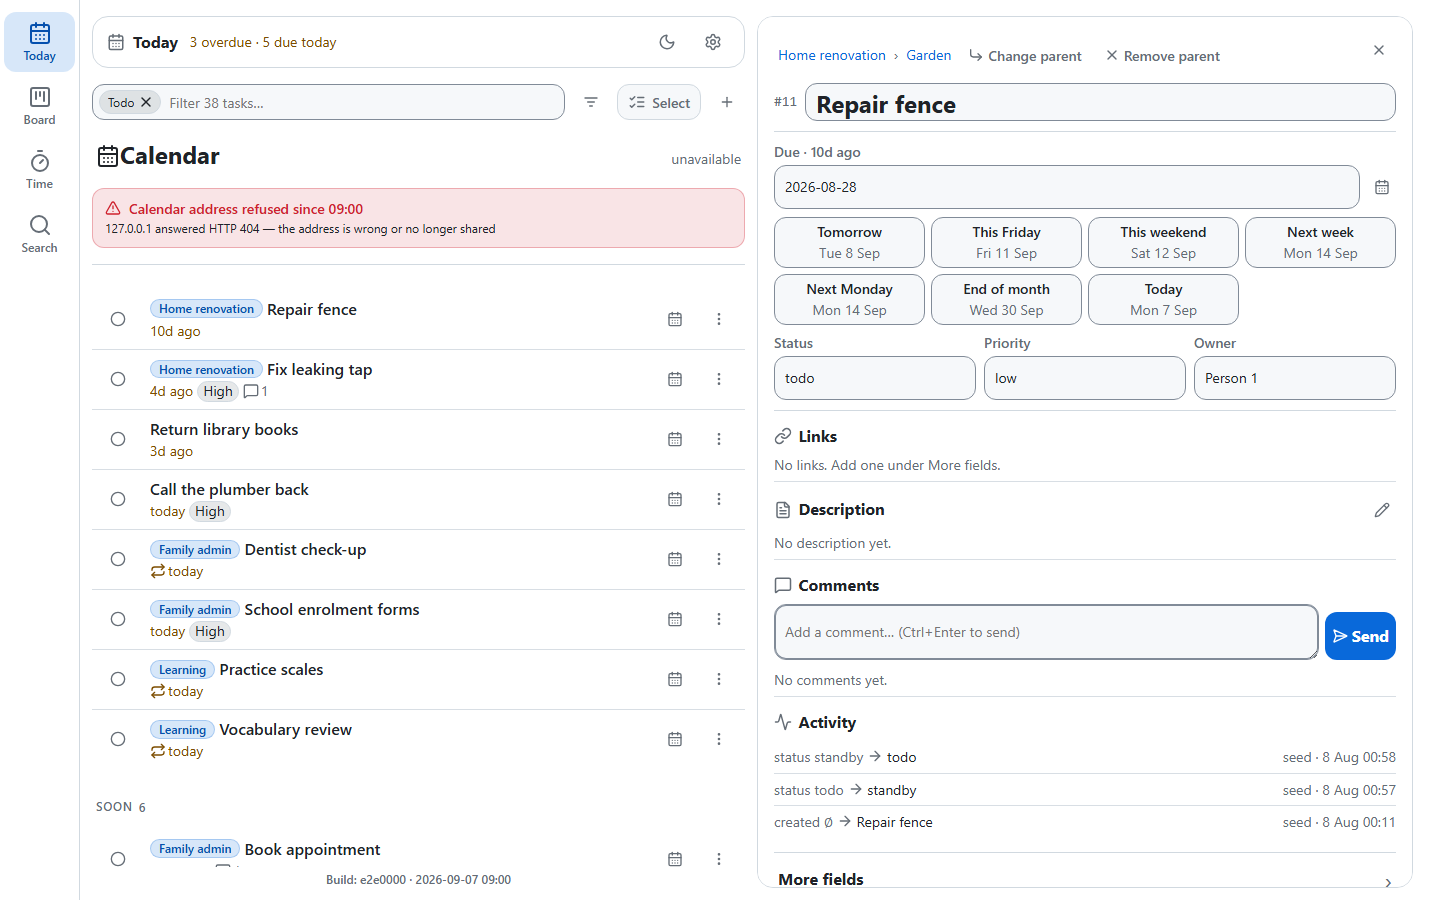 Today
Board
Time
Search
Today 3 overdue · 5 due today
Todo Filter 38 tasks...
Select
Calendar
unavailable
Calendar address refused since 09:00
127.0.0.1 answered HTTP 404 — the address is wrong or no longer shared
Home renovation Repair fence
10d ago
Home renovation Fix leaking tap
4d ago High 1
Return library books
3d ago
Call the plumber back
today High
Family admin Dentist check-up
today
Family admin School enrolment forms
today High
Learning Practice scales
today
Learning Vocabulary review
today
SOON 6
Family admin Book appointment
Build: e2e0000 · 2026-09-07 09:00
Home renovation › Garden Change parent Remove parent
#11 Repair fence
Due · 10d ago
2026-08-28
Tomorrow
Tue 8 Sep
This Friday
Fri 11 Sep
This weekend
Sat 12 Sep
Next week
Mon 14 Sep
Next Monday
Mon 14 Sep
End of month
Wed 30 Sep
Today
Mon 7 Sep
Status Priority Owner
todo low Person 1
Links
No links. Add one under More fields.
Description
No description yet.
Comments
Add a comment... (Ctrl+Enter to send)
Send
No comments yet.
Activity
status standby → todo seed · 8 Aug 00:58
status todo → standby seed · 8 Aug 00:57
created Ø → Repair fence seed · 8 Aug 00:11
More fields